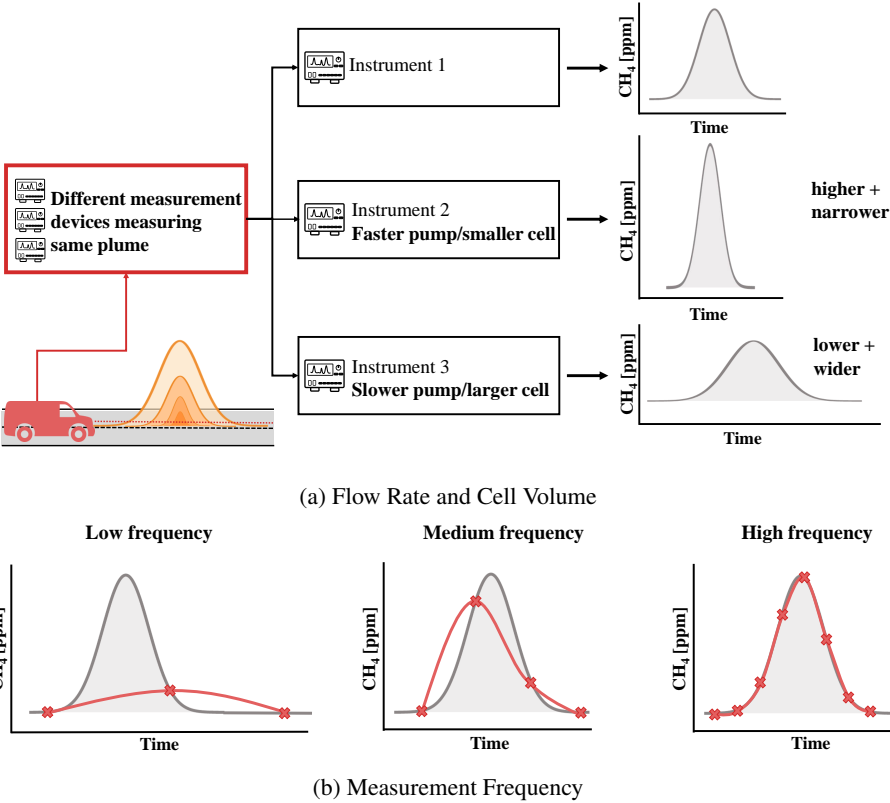 Instrument 1
CH₄ [ppm]
Time
Different measurement
devices measuring
same plume
Instrument 2
Faster pump/smaller cell
CH₄ [ppm]
Time
higher +
narrower
Instrument 3
Slower pump/larger cell
CH₄ [ppm]
Time
lower +
wider
(a) Flow Rate and Cell Volume
Low frequency
CH₄ [ppm]
Time
Medium frequency
CH₄ [ppm]
Time
High frequency
CH₄ [ppm]
Time
(b) Measurement Frequency